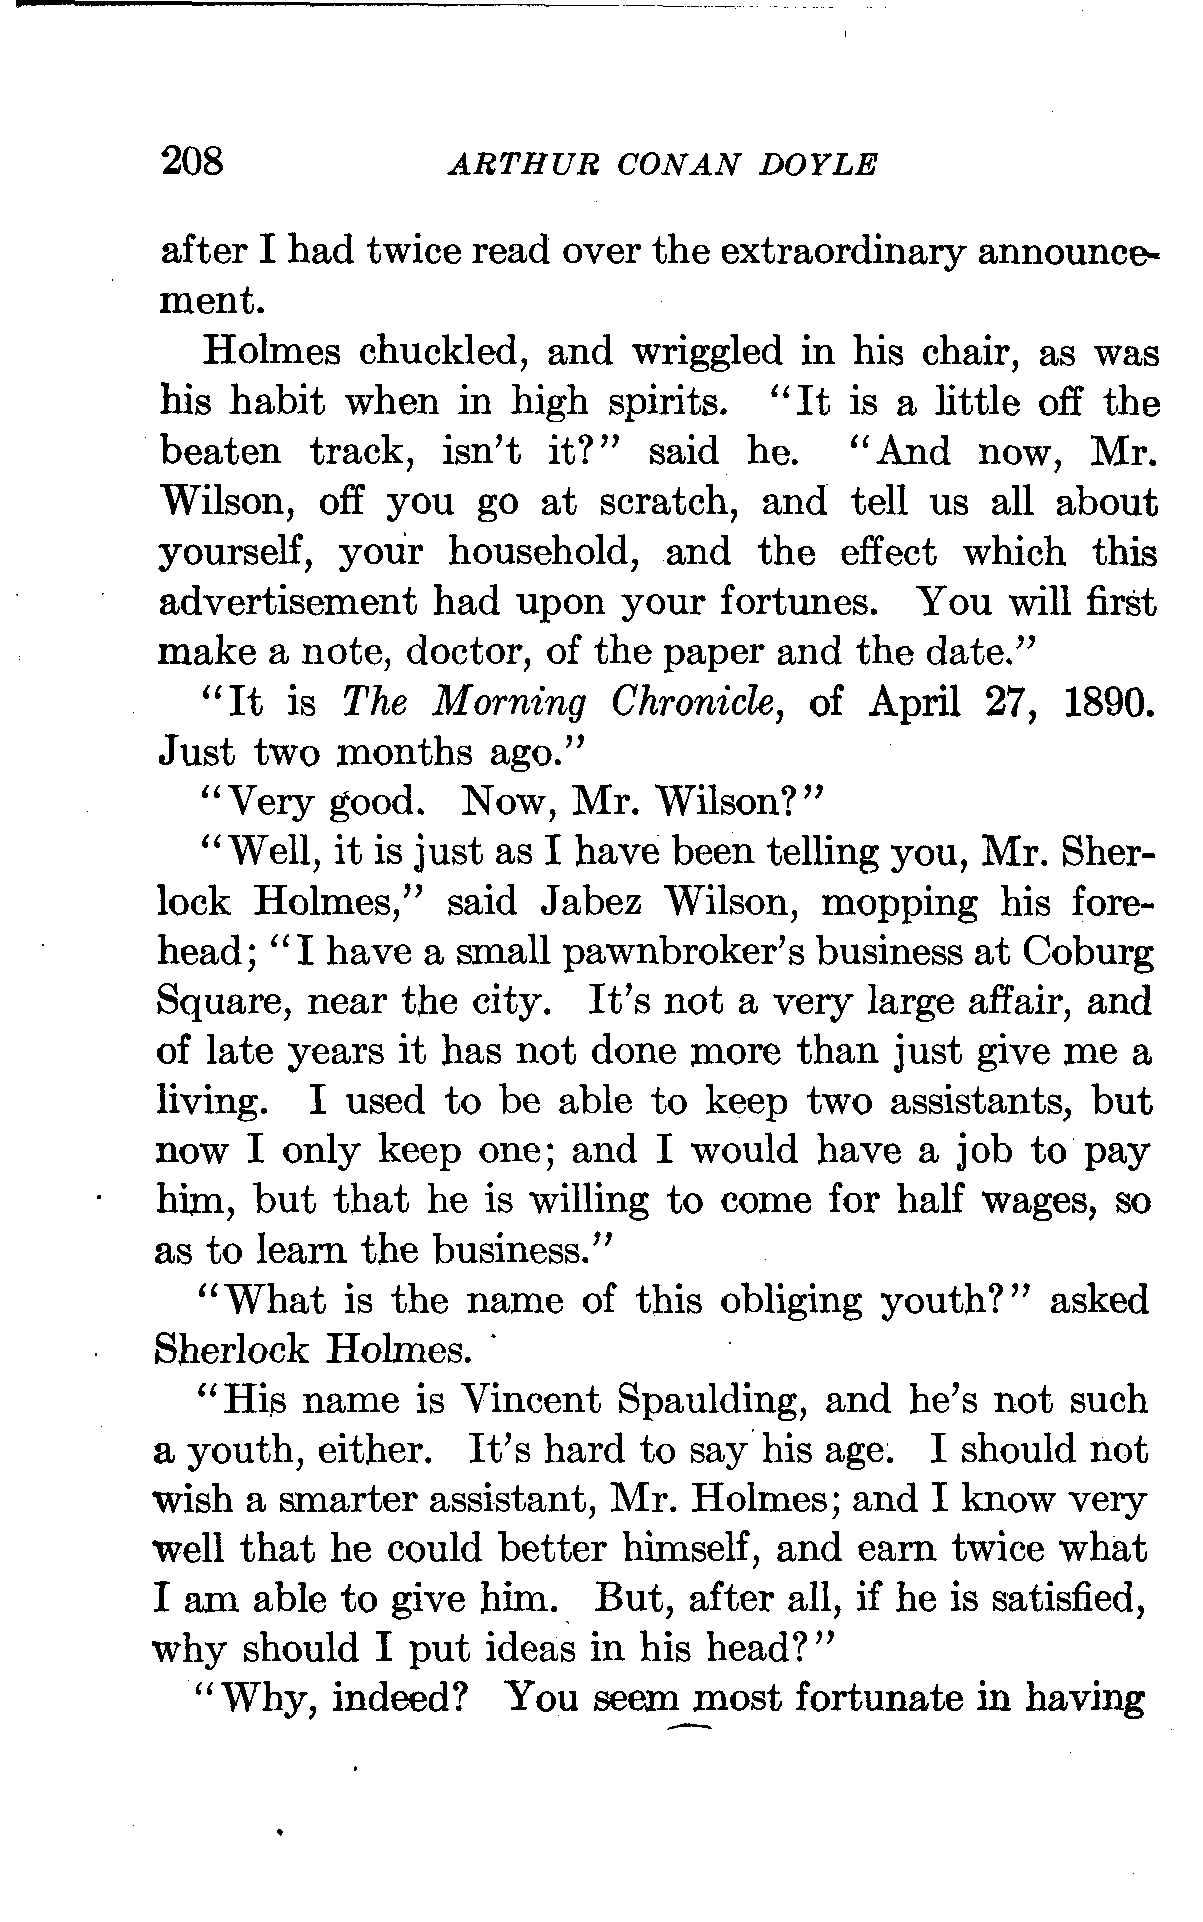 208 ARTHUR CONAN DOYLE
after I had twice read over the extraordinary announce-
ment.
Holmes chuckled, and wriggled in his chair, as was
his habit when in high spirits. "It is a little off the
beaten track, isn't it?" said he. "And now, Mr.
Wilson, off you go at scratch, and tell us all about
yourself, your household, and the effect which this
advertisement had upon your fortunes. You will first
make a note, doctor, of the paper and the date."
"It is The Morning Chronicle, of April 27, 1890.
Just two months ago."
"Very good. Now, Mr. Wilson?"
"Well, it is just as I have been telling you, Mr. Sher-
lock Holmes," said Jabez Wilson, mopping his fore-
head; "I have a small pawnbroker's business at Coburg
Square, near the city. It's not a very large affair, and
of late years it has not done more than just give me a
living. I used to be able to keep two assistants, but
now I only keep one; and I would have a job to pay
him, but that he is willing to come for half wages, so
as to learn the business."
"What is the name of this obliging youth?" asked
Sherlock Holmes.
"His name is Vincent Spaulding, and he's not such
a youth, either. It's hard to say his age. I should not
wish a smarter assistant, Mr. Holmes; and I know very
well that he could better himself, and earn twice what
I am able to give him. But, after all, if he is satisfied,
why should I put ideas in his head?"
"Why, indeed? You seem most fortunate in having